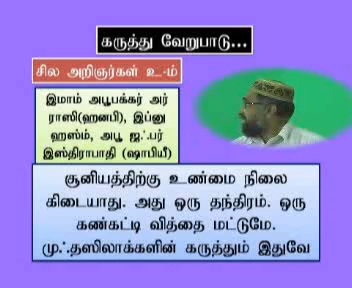 கருத்து வேறுபாடு...
சில அறிஞர்கள் உ-ம்
இமாம் அபூபக்கர் அர்
ராஸி(ஹனபி), இப்னு
ஹஸ்ம், அபூ ஜஃபர்
இஸ்திராபாதி (ஷாபியீ)
சூனியத்திற்கு உண்மை நிலை
கிடையாது. அது ஒரு தந்திரம். ஒரு
கண்கட்டி வித்தை மட்டுமே.
முஃதஸிலாக்களின் கருத்தும் இதுவே